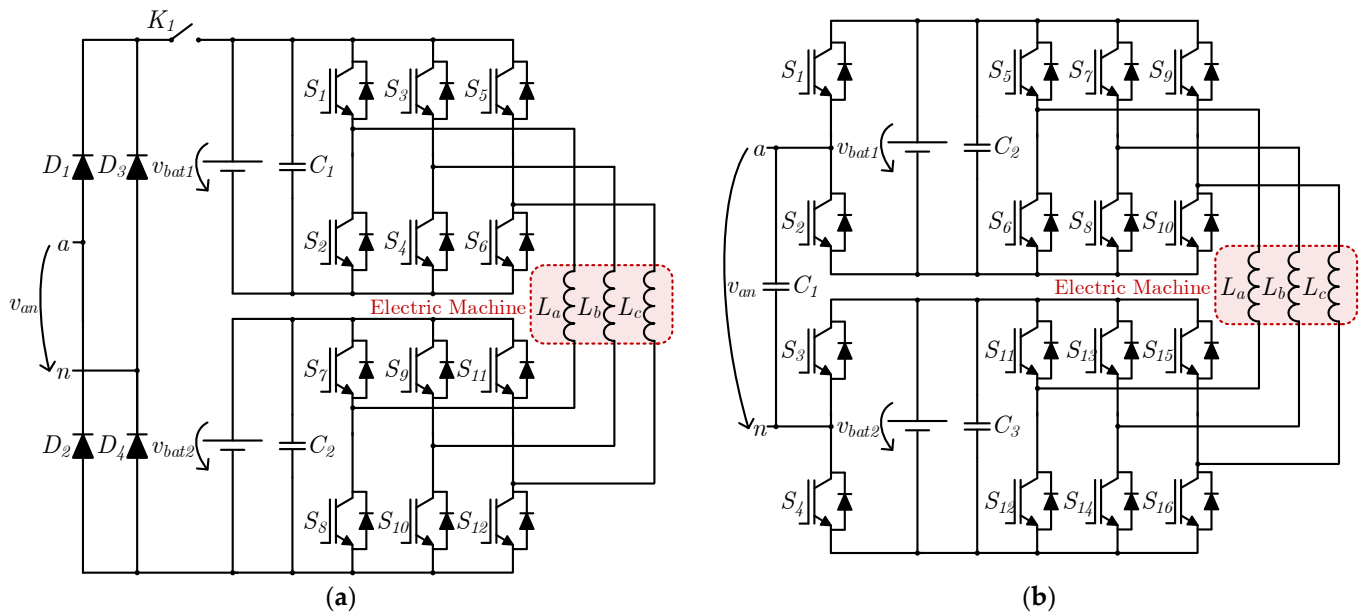 K1
S1 S3 S5
D1 D3 vbat1 C1
a
S2 S4 S6
van
Electric Machine La Lb Lc
n
S7 S9 S11
D2 D4 vbat2 C2
S8 S10 S12
(a)
S1 S5 S7 S9
a vbat1 C2
S2 S6 S8 S10
van C1
Electric Machine La Lb Lc
S3 S11 S13 S15
n vbat2 C3
S4 S12 S14 S16
(b)